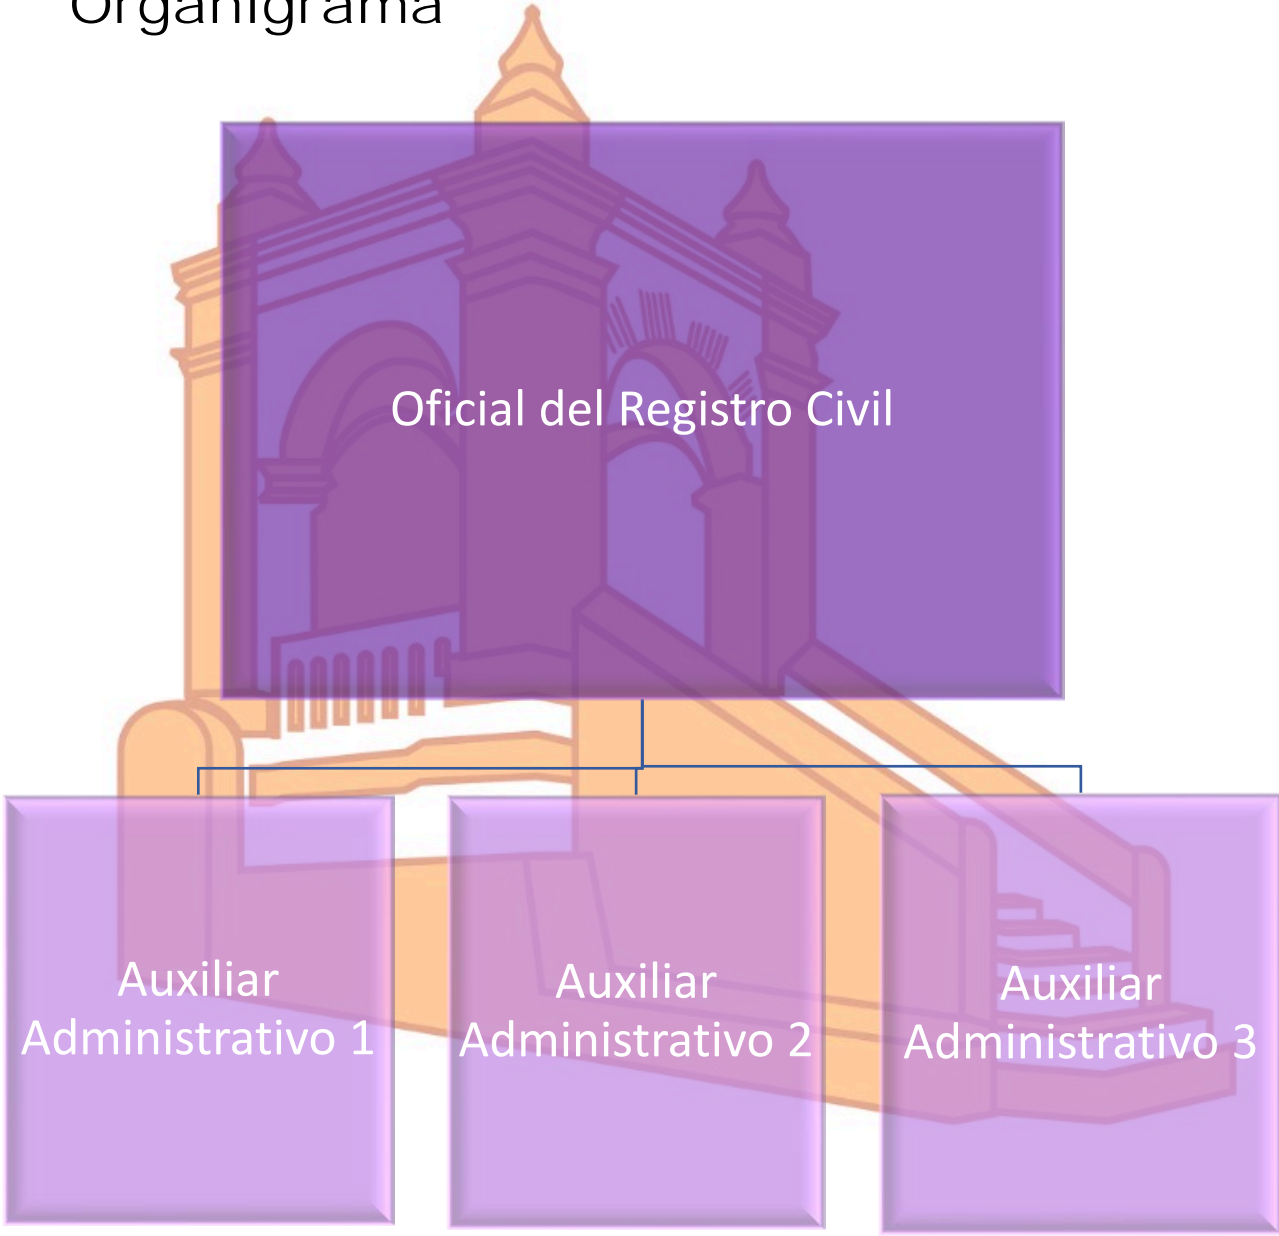 Organigrama
Oficial del Registro Civil
Auxiliar
Administrativo 1
Auxiliar
Administrativo 2
Auxiliar
Administrativo 3